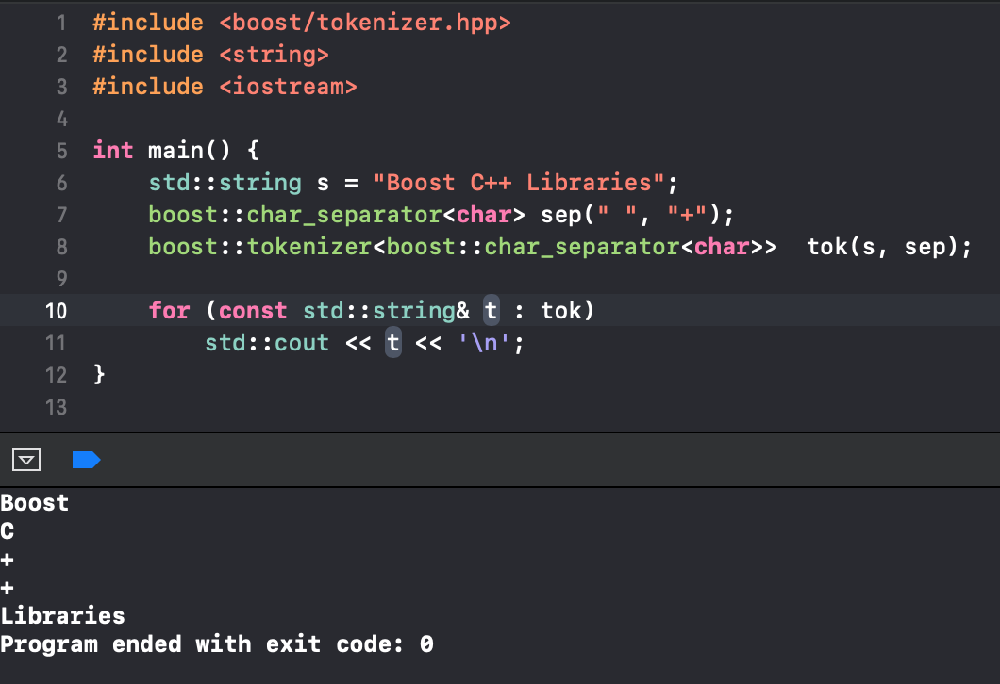 1 #include <boost/tokenizer.hpp>
2 #include <string>
3 #include <iostream>
4
5 int main() {
6     std::string s = "Boost C++ Libraries";
7     boost::char_separator<char> sep(" ", "+");
8     boost::tokenizer<boost::char_separator<char>>  tok(s, sep);
9
10     for (const std::string& t : tok)
11         std::cout << t << '\n';
12 }
13
Boost
C
+
+
Libraries
Program ended with exit code: 0